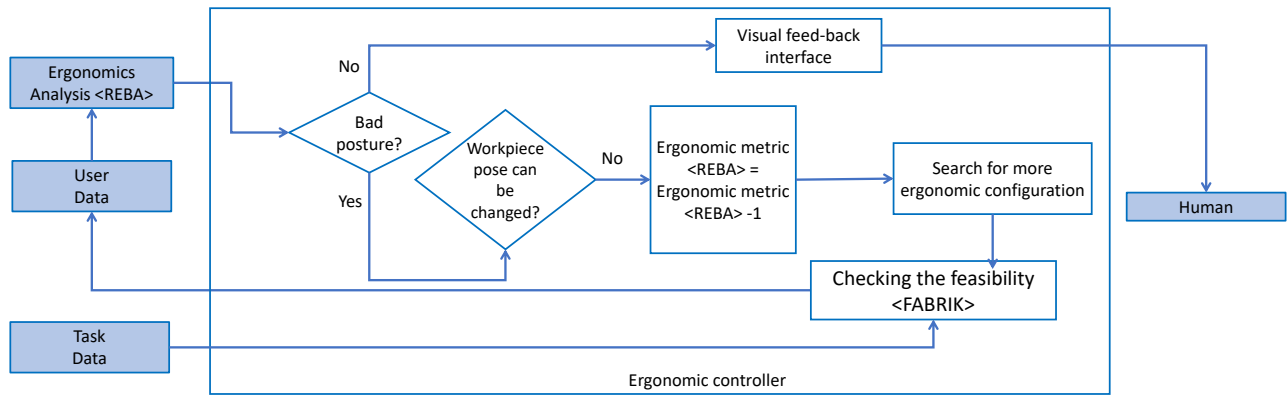 Visual feed-back
interface
Ergonomics
Analysis <REBA>
No
Bad
posture?
Yes
Workpiece
pose can
be
changed?
No
Ergonomic metric
<REBA> =
Ergonomic metric
<REBA> -1
Search for more
ergonomic configuration
User
Data
Human
Checking the feasibility
<FABRIK>
Task
Data
Ergonomic controller